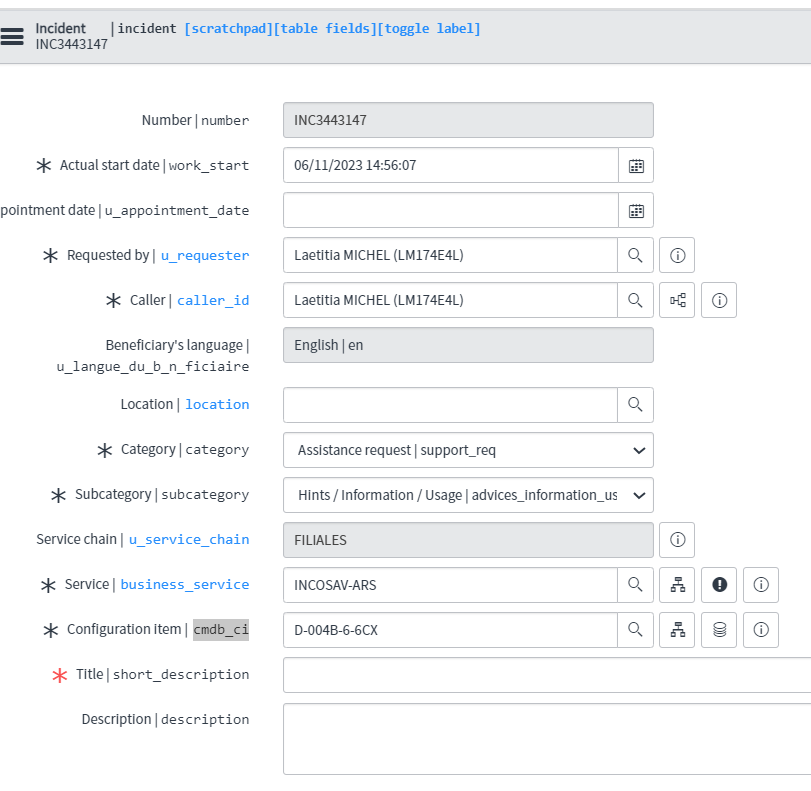 Incident | incident [scratchpad][table fields][toggle label]
INC3443147
Number | number INC3443147
Actual start date | work_start 06/11/2023 14:56:07
pointment date | u_appointment_date
Requested by | u_requester Laetitia MICHEL (LM174E4L)
Caller | caller_id Laetitia MICHEL (LM174E4L)
Beneficiary's language | English | en
u_langue_du_b_n_ficiaire
Location | location
Category | category Assistance request | support_req
Subcategory | subcategory Hints / Information / Usage | advices_information_us
Service chain | u_service_chain FILIALES
Service | business_service INCOSAV-ARS
Configuration item | cmdb_ci D-004B-6-6CX
Title | short_description
Description | description